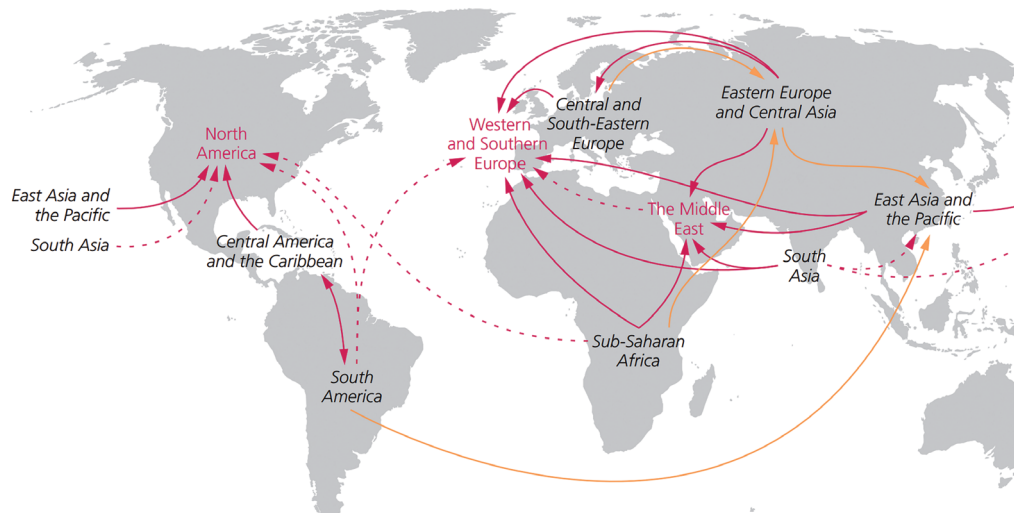 North
America
East Asia and
the Pacific
South Asia
Central America
and the Caribbean
South
America
Western
and Southern
Europe
Central and
South-Eastern
Europe
Eastern Europe
and Central Asia
The Middle
East
East Asia and
the Pacific
South
Asia
Sub-Saharan
Africa